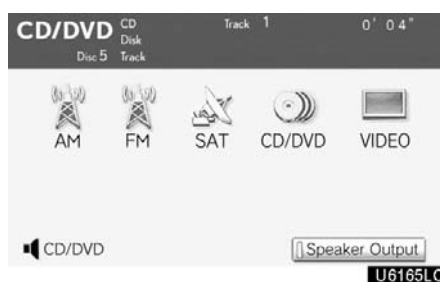 CD/DVD CD Track 1 0' 04"
Disk
Disc 5 Track
AM FM SAT CD/DVD VIDEO
CD/DVD Speaker Output
U6165LC